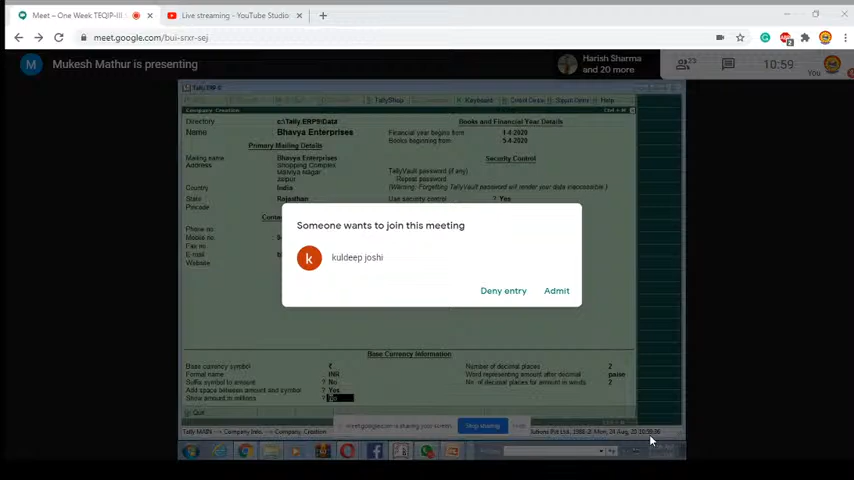 Meet – One Week TEQIP-III
Live streaming - YouTube Studio
meet.google.com/bui-srxr-sej
M Mukesh Mathur is presenting
Harish Sharma
and 20 more
10:59
You
TallyShop
Keyboard
Help
Company Creation
Ctrl + M
Directory c:\Tally.ERP9\Data
Name Bhavya Enterprises
Books and Financial Year Details
Financial year begins from 1-4-2020
Books beginning from 5-4-2020
Primary Mailing Details
Mailing name Bhavya Enterprises
Address Shopping Complex
Malviya Nagar
Jaipur
Country India
State Rajasthan
Pincode
Phone no
Mobile no
Fax no
E-mail
Website
Security Control
TallyVault password (if any)
Repeat password
(Warning: Forgetting TallyVault password will render your data inaccessible)
Use security control ? Yes
Someone wants to join this meeting
k kuldeep joshi
Deny entry Admit
Base Currency Information
Base currency symbol ₹
Formal name INR
Suffix symbol to amount ? No
Add space between amount and symbol ? Yes
Show amount in millions ? No
Number of decimal places 2
Word representing amount after decimal paise
No. of decimal places for amount in words 2
Quit
meet.google.com is sharing your screen. Stop sharing Hide
Tally MAIN --> Company Info. --> Company Creation